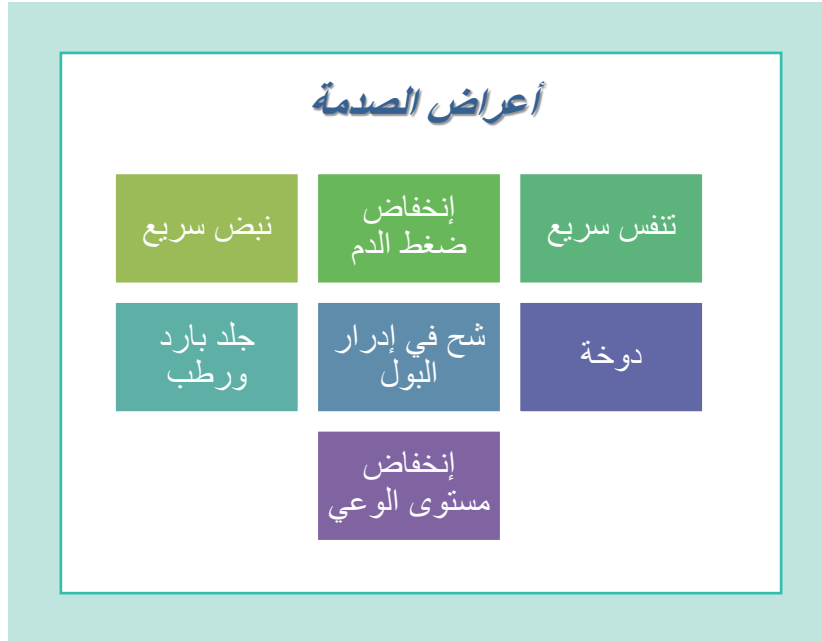 أعراض الصدمة
تنفس سريع
إنخفاض
ضغط الدم
نبض سريع
دوخة
شح في إدرار
البول
جلد بارد
ورطب
إنخفاض
مستوى الوعي